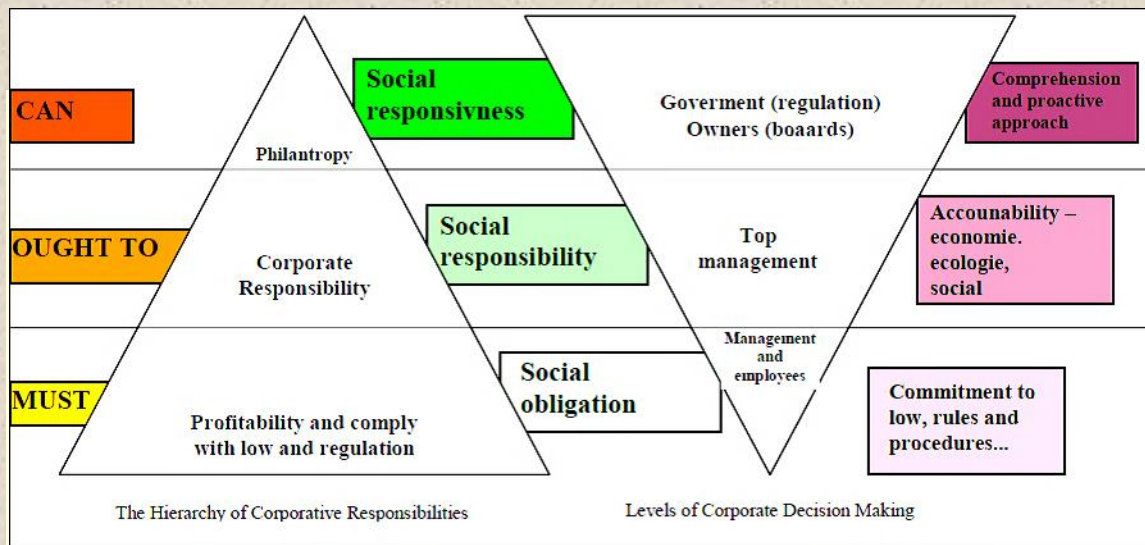 CAN
Philantropy
Social
responsivness
Goverment (regulation)
Owners (boaards)
Comprehension
and proactive
approach
OUGHT TO
Corporate
Responsibility
Social
responsibility
Top
management
Accounability –
economie.
ecologie,
social
MUST
Profitability and comply
with low and regulation
Social
obligation
Management
and
employees
Commitment to
low, rules and
procedures...
The Hierarchy of Corporative Responsibilities
Levels of Corporate Decision Making